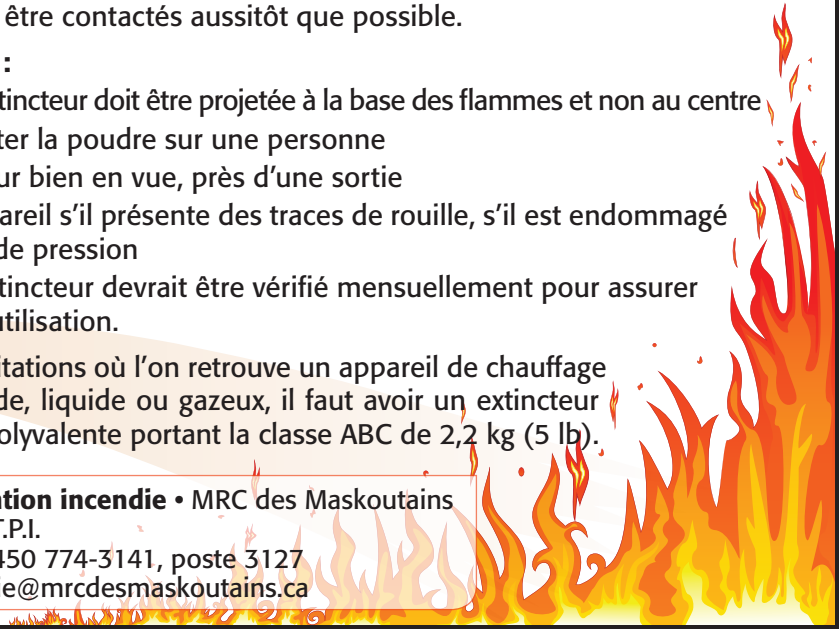 être contactés aussitôt que possible.
:
tincteur doit être projetée à la base des flammes et non au centre
ter la poudre sur une personne
ur bien en vue, près d’une sortie
pareil s’il présente des traces de rouille, s’il est endommagé
de pression
tincteur devrait être vérifié mensuellement pour assurer
utilisation.
itations où l’on retrouve un appareil de chauffage
de, liquide ou gazeux, il faut avoir un extincteur
olyvalente portant la classe ABC de 2,2 kg (5 lb).
ation incendie • MRC des Maskoutains
T.P.I.
450 774-3141, poste 3127
ie@mrcdesmaskoutains.ca